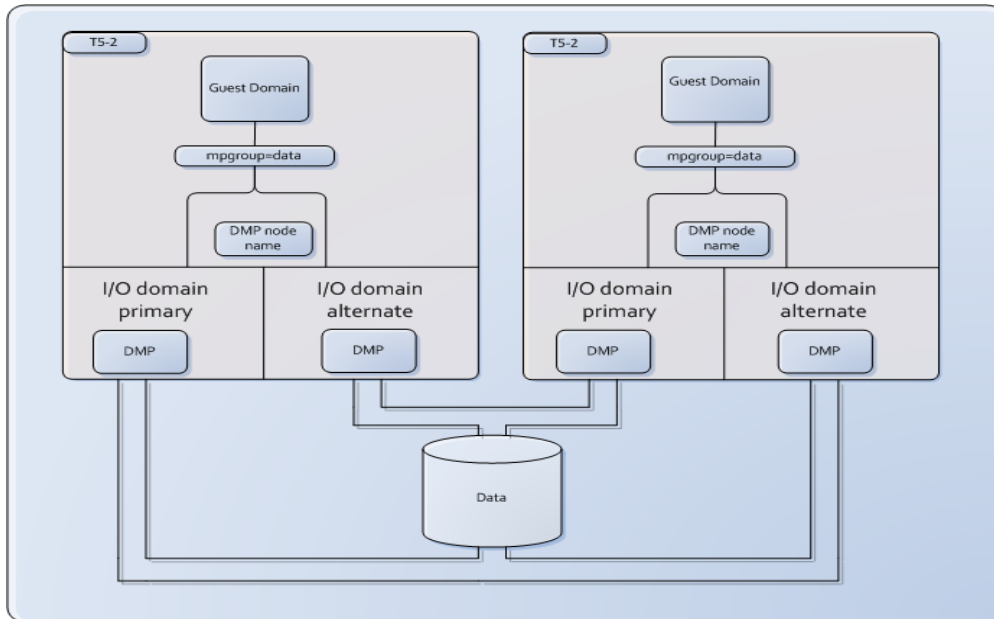 T5-2
Guest Domain
mpgroup=data
DMP node
name
I/O domain
primary
DMP
I/O domain
alternate
DMP
T5-2
Guest Domain
mpgroup=data
DMP node
name
I/O domain
primary
DMP
I/O domain
alternate
DMP
Data